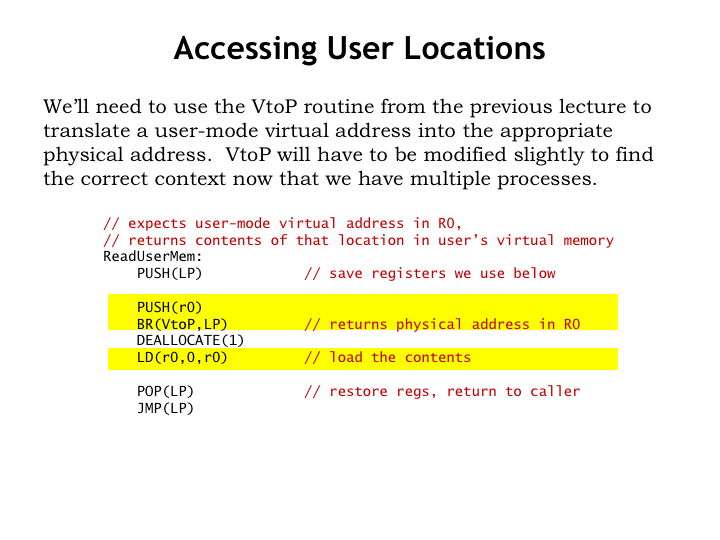 Accessing User Locations
We’ll need to use the VtoP routine from the previous lecture to
translate a user-mode virtual address into the appropriate
physical address.  VtoP will have to be modified slightly to find
the correct context now that we have multiple processes.
// expects user-mode virtual address in R0,
// returns contents of that location in user’s virtual memory
ReadUserMem:
    PUSH(LP)            // save registers we use below
    PUSH(r0)
    BR(VtoP,LP)         // returns physical address in R0
    DEALLOCATE(1)
    LD(r0,0,r0)         // load the contents
    POP(LP)             // restore regs, return to caller
    JMP(LP)